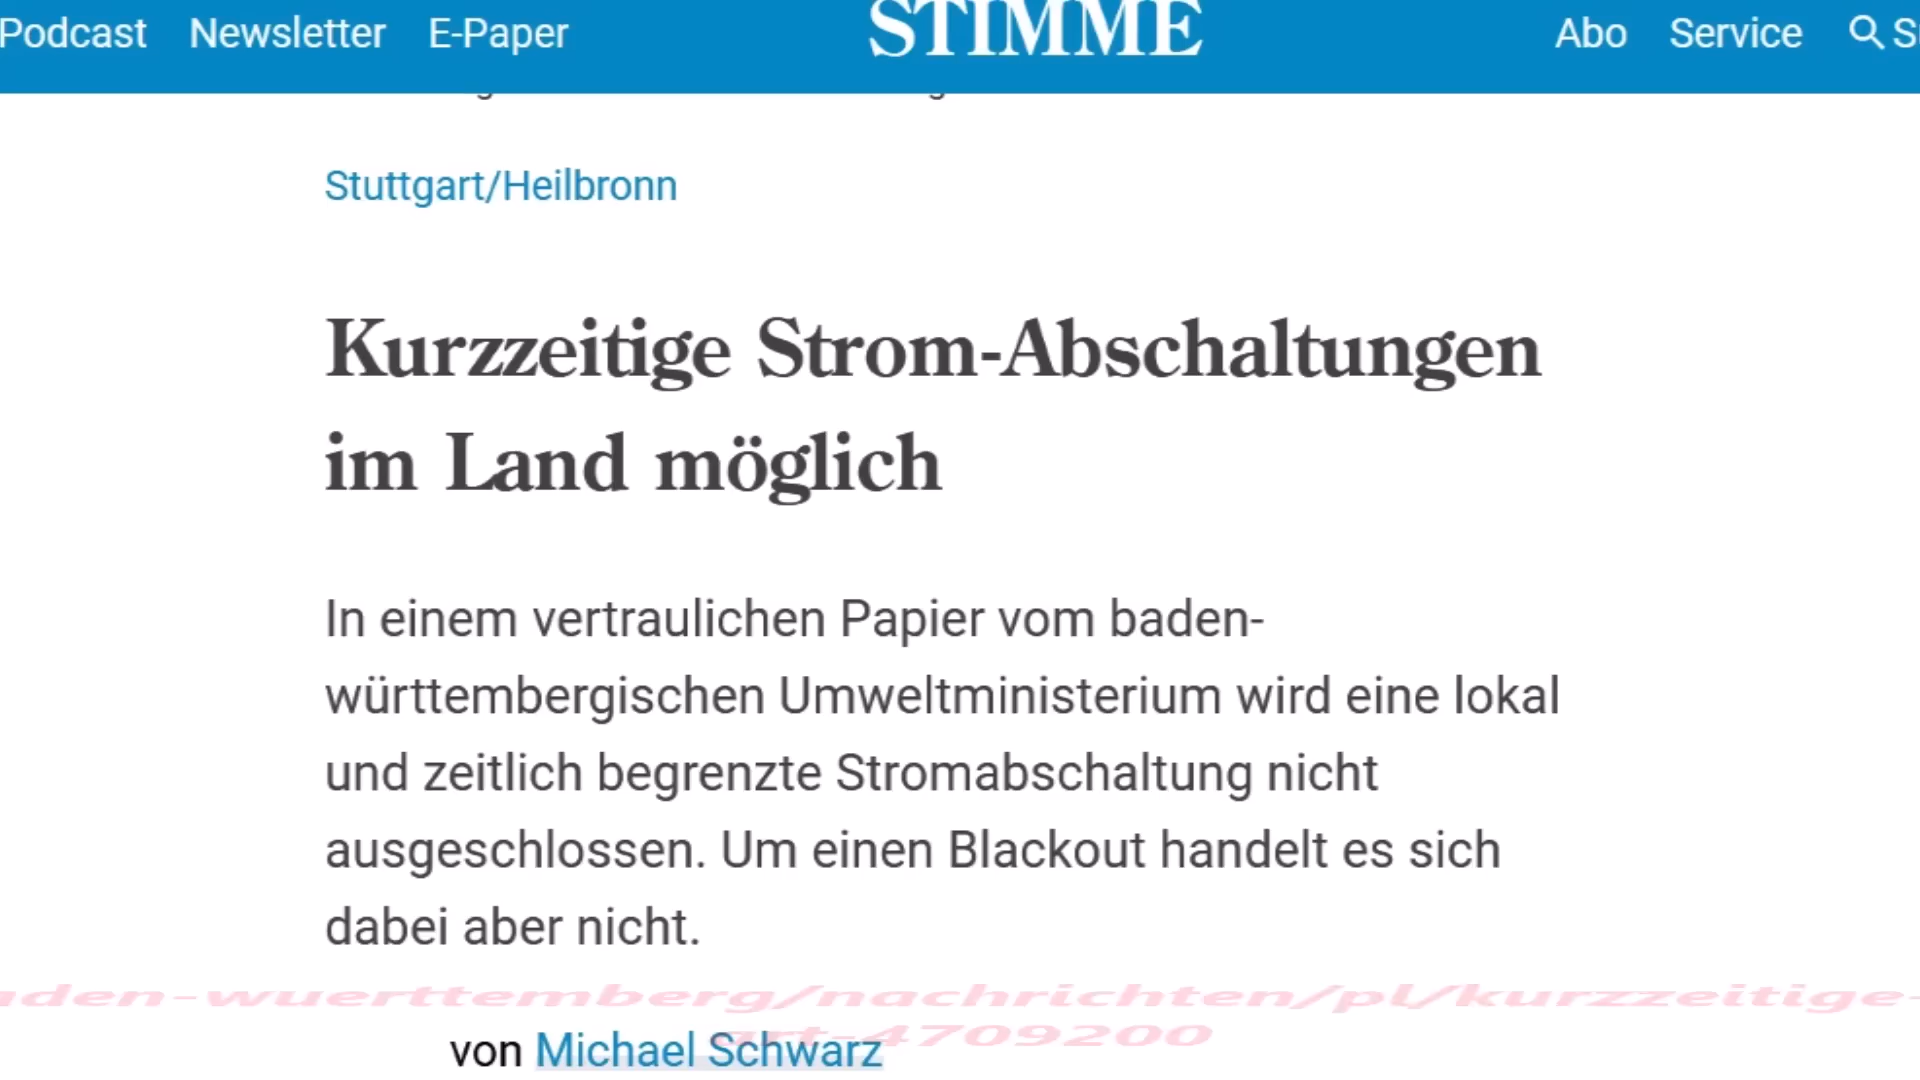 Podcast Newsletter E-Paper STIMME Abo Service
Stuttgart/Heilbronn
Kurzzeitige Strom-Abschaltungen
im Land möglich
In einem vertraulichen Papier vom baden-
württembergischen Umweltministerium wird eine lokal
und zeitlich begrenzte Stromabschaltung nicht
ausgeschlossen. Um einen Blackout handelt es sich
dabei aber nicht.
aden-wuerttemberg/nachrichten/pl/kurzzeitige-
art-4709200
von Michael Schwarz